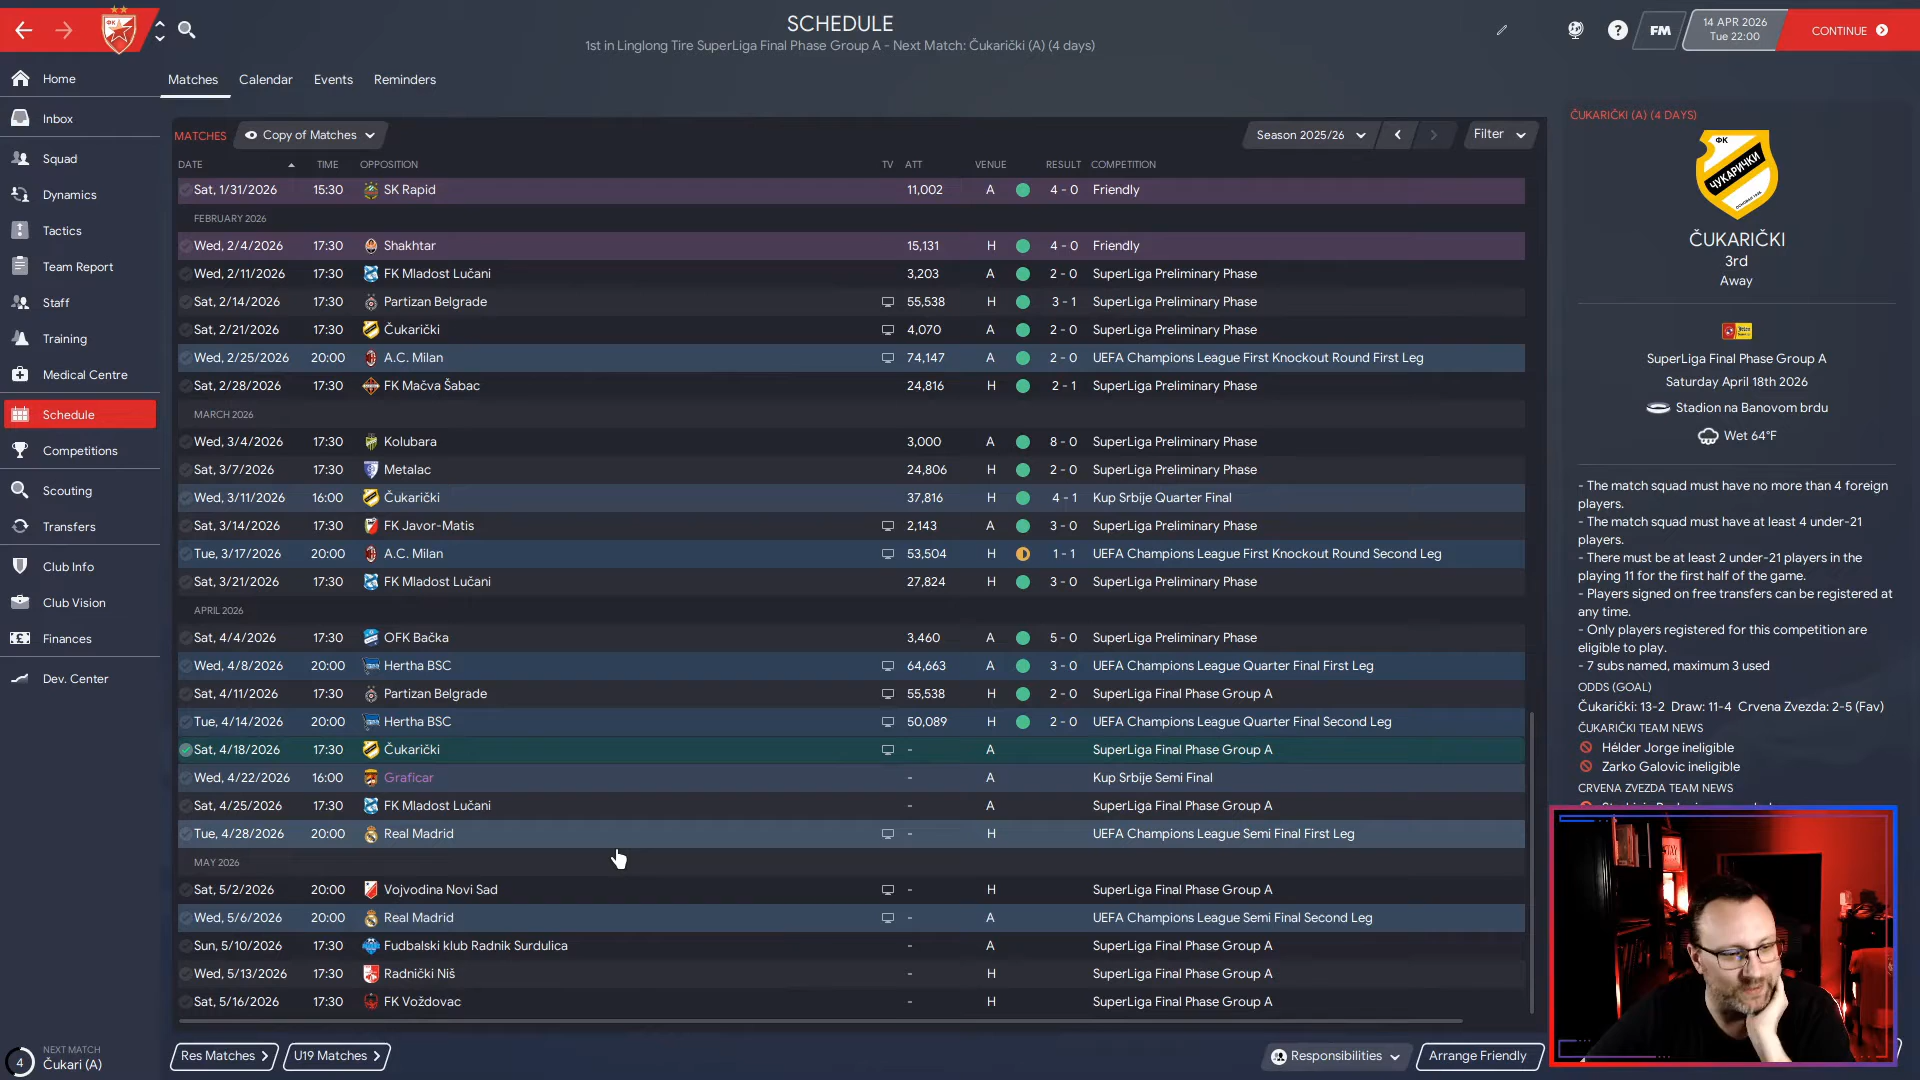 SCHEDULE
1st in Linglong Tire SuperLiga Final Phase Group A - Next Match: Čukarički (A) (4 days)
FM
14 APR 2026
Tue 22:00
CONTINUE
Home
Inbox
Squad
Dynamics
Tactics
Team Report
Staff
Training
Medical Centre
Schedule
Competitions
Scouting
Transfers
Club Info
Club Vision
Finances
Dev. Center
4
NEXT MATCH
Čukari (A)
Matches Calendar Events Reminders
MATCHES Copy of Matches Season 2025/26 Filter
DATE TIME OPPOSITION TV ATT VENUE RESULT COMPETITION
Sat, 1/31/2026 15:30 SK Rapid 11,002 A 4 - 0 Friendly
FEBRUARY 2026
Wed, 2/4/2026 17:30 Shakhtar 15,131 H 4 - 0 Friendly
Wed, 2/11/2026 17:30 FK Mladost Lučani 3,203 A 2 - 0 SuperLiga Preliminary Phase
Sat, 2/14/2026 17:30 Partizan Belgrade 55,538 H 3 - 1 SuperLiga Preliminary Phase
Sat, 2/21/2026 17:30 Čukarički 4,070 A 2 - 0 SuperLiga Preliminary Phase
Wed, 2/25/2026 20:00 A.C. Milan 74,147 A 2 - 0 UEFA Champions League First Knockout Round First Leg
Sat, 2/28/2026 17:30 FK Mačva Šabac 24,816 H 2 - 1 SuperLiga Preliminary Phase
MARCH 2026
Wed, 3/4/2026 17:30 Kolubara 3,000 A 8 - 0 SuperLiga Preliminary Phase
Sat, 3/7/2026 17:30 Metalac 24,806 H 2 - 0 SuperLiga Preliminary Phase
Wed, 3/11/2026 16:00 Čukarički 37,816 H 4 - 1 Kup Srbije Quarter Final
Sat, 3/14/2026 17:30 FK Javor-Matis 2,143 A 3 - 0 SuperLiga Preliminary Phase
Tue, 3/17/2026 20:00 A.C. Milan 53,504 H 1 - 1 UEFA Champions League First Knockout Round Second Leg
Sat, 3/21/2026 17:30 FK Mladost Lučani 27,824 H 3 - 0 SuperLiga Preliminary Phase
APRIL 2026
Sat, 4/4/2026 17:30 OFK Bačka 3,460 A 5 - 0 SuperLiga Preliminary Phase
Wed, 4/8/2026 20:00 Hertha BSC 64,663 A 3 - 0 UEFA Champions League Quarter Final First Leg
Sat, 4/11/2026 17:30 Partizan Belgrade 55,538 H 2 - 0 SuperLiga Final Phase Group A
Tue, 4/14/2026 20:00 Hertha BSC 50,089 H 2 - 0 UEFA Champions League Quarter Final Second Leg
Sat, 4/18/2026 17:30 Čukarički - A SuperLiga Final Phase Group A
Wed, 4/22/2026 16:00 Graficar - A Kup Srbije Semi Final
Sat, 4/25/2026 17:30 FK Mladost Lučani - A SuperLiga Final Phase Group A
Tue, 4/28/2026 20:00 Real Madrid - H UEFA Champions League Semi Final First Leg
MAY 2026
Sat, 5/2/2026 20:00 Vojvodina Novi Sad - H SuperLiga Final Phase Group A
Wed, 5/6/2026 20:00 Real Madrid - A UEFA Champions League Semi Final Second Leg
Sun, 5/10/2026 17:30 Fudbalski klub Radnik Surdulica - A SuperLiga Final Phase Group A
Wed, 5/13/2026 17:30 Radnički Niš - H SuperLiga Final Phase Group A
Sat, 5/16/2026 17:30 FK Voždovac - H SuperLiga Final Phase Group A
Res Matches U19 Matches Responsibilities Arrange Friendly
ČUKARIČKI (A) (4 DAYS)
ФК
ЧУКАРИЧКИ
ČUKARIČKI
3rd
Away
SuperLiga Final Phase Group A
Saturday April 18th 2026
Stadion na Banovom brdu
Wet 64°F
- The match squad must have no more than 4 foreign
players.
- The match squad must have at least 4 under-21
players.
- There must be at least 2 under-21 players in the
playing 11 for the first half of the game.
- Players signed on free transfers can be registered at
any time.
- Only players registered for this competition are
eligible to play.
- 7 subs named, maximum 3 used
ODDS (GOAL)
Čukarički: 13-2 Draw: 11-4 Crvena Zvezda: 2-5 (Fav)
ČUKARIČKI TEAM NEWS
Hélder Jorge ineligible
Zarko Galovic ineligible
CRVENA ZVEZDA TEAM NEWS